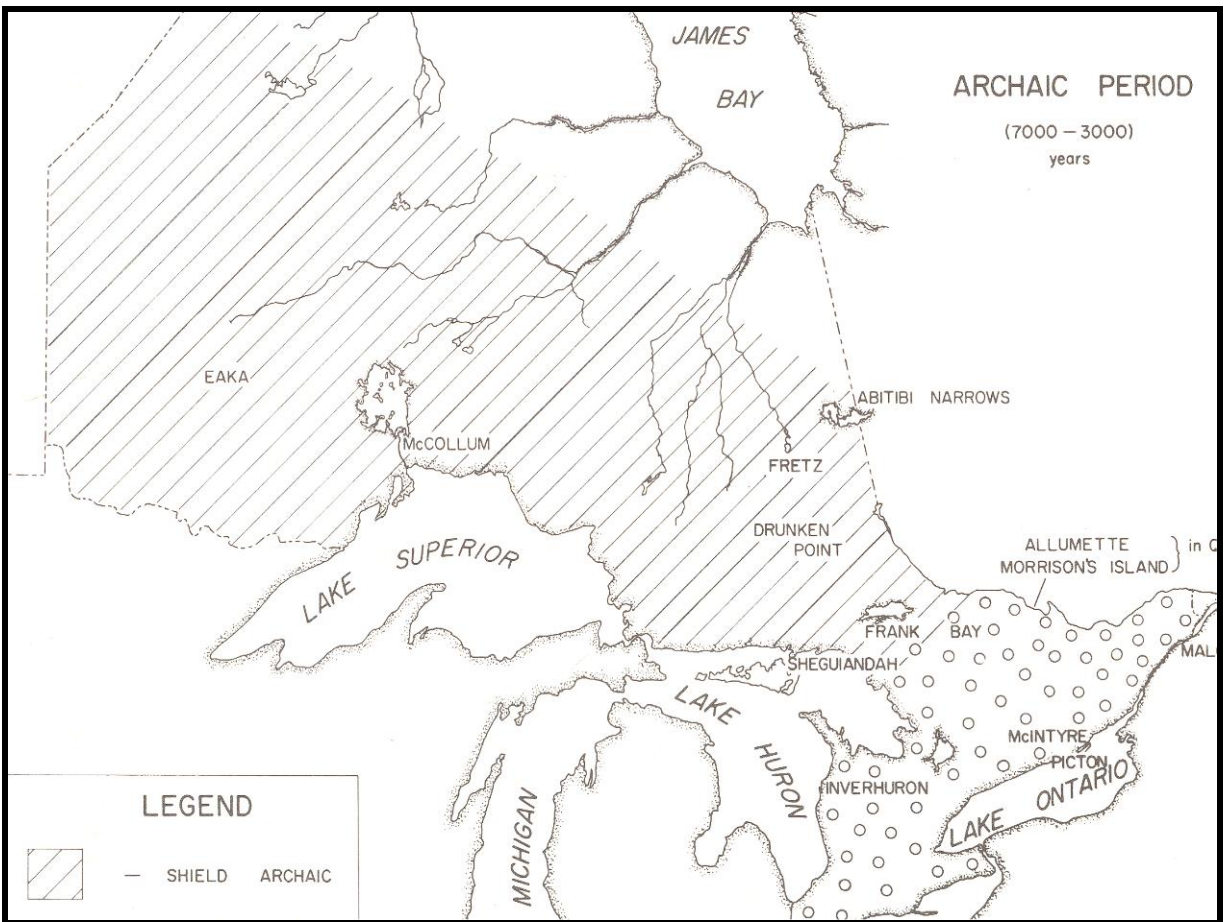 JAMES
BAY
ARCHAIC PERIOD
(7000 – 3000)
years
EAKA
McCOLLUM
ABITIBI NARROWS
FRETZ
DRUNKEN
POINT
LAKE SUPERIOR
ALLUMETTE
MORRISON'S ISLAND } in
FRANK BAY
SHEGUIANDAH
LAKE HURON
McINTYRE
PICTON
INVERHURON
LAKE ONTARIO
MICHIGAN
LEGEND
– SHIELD ARCHAIC